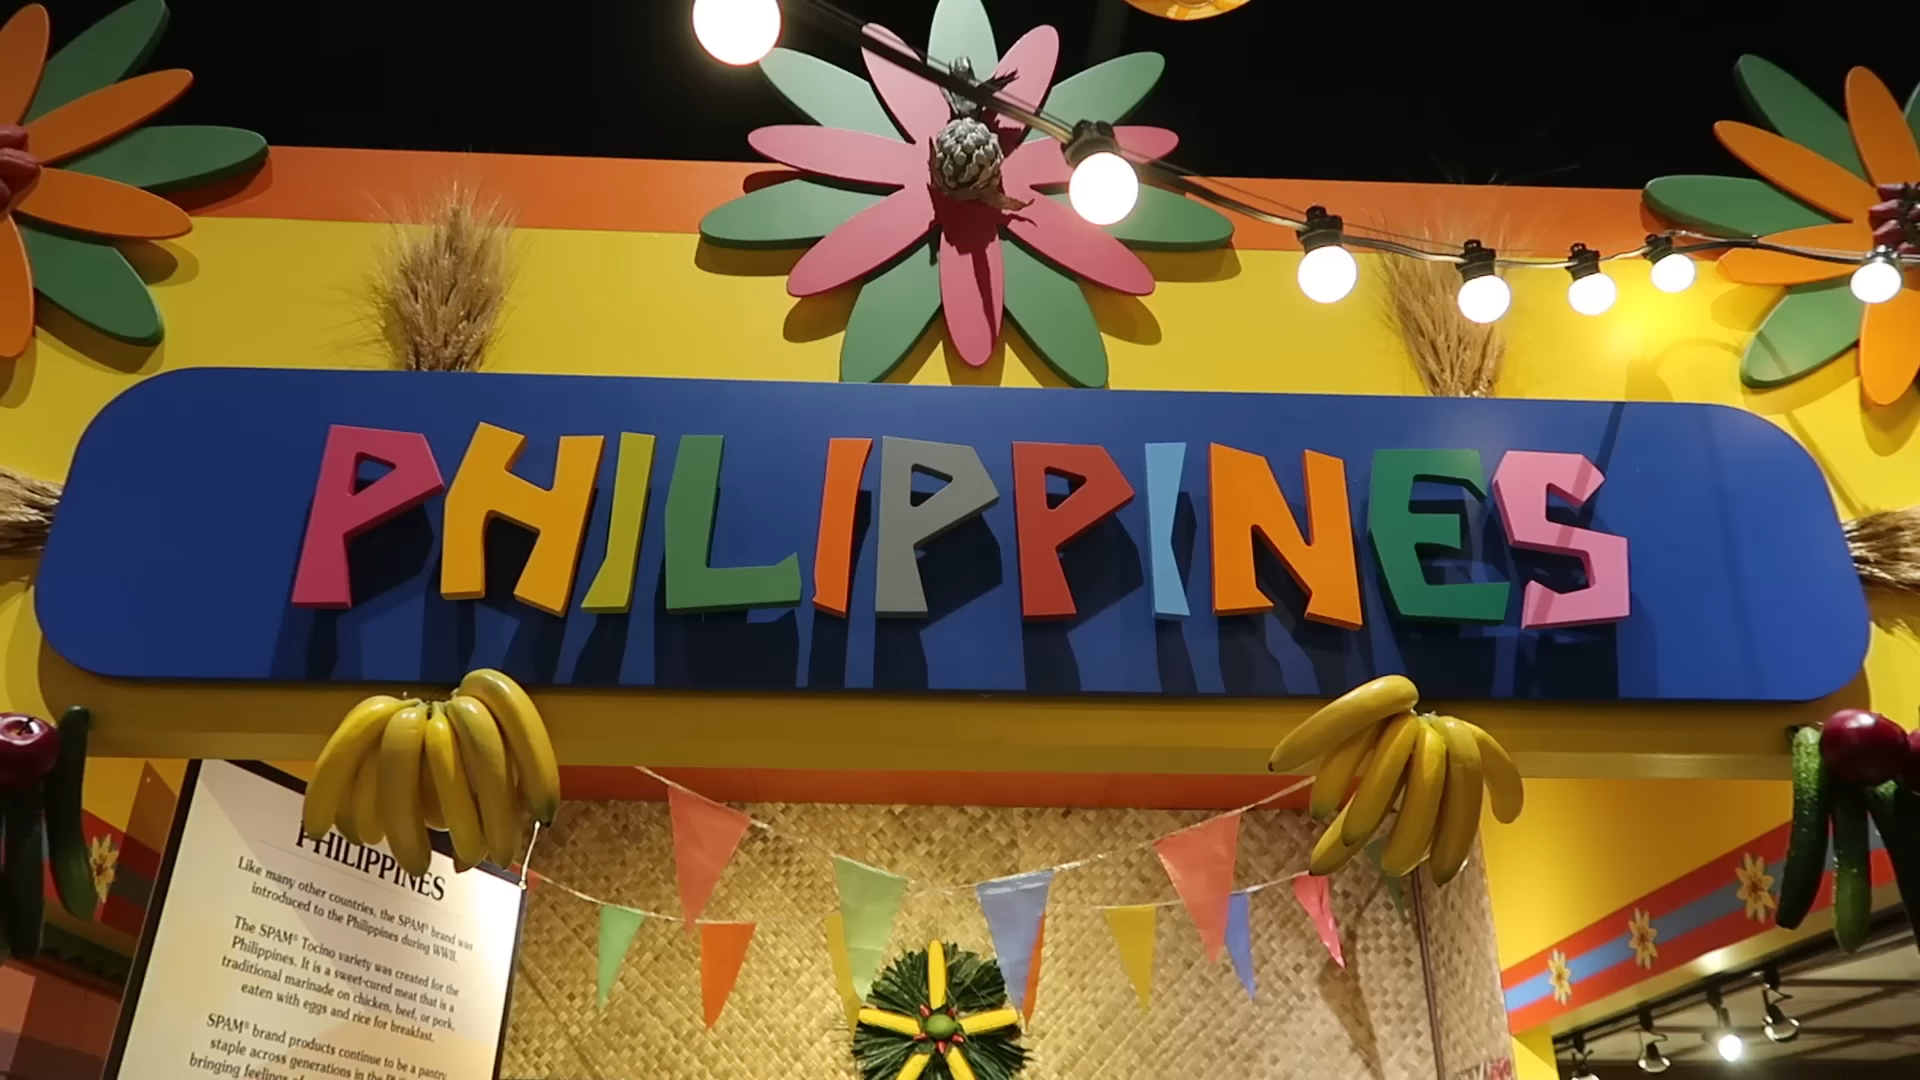 PHILIPPINES
PHILIPPINES
Like many other countries, the SPAM® brand was
introduced to the Philippines during WWII.
The SPAM® Tocino variety was created for the
Philippines. It is a sweet-cured meat that is a
traditional marinade on chicken, beef, or pork,
eaten with eggs and rice for breakfast.
SPAM® brand products continue to be a pantry
staple across generations in the
bringing feelings